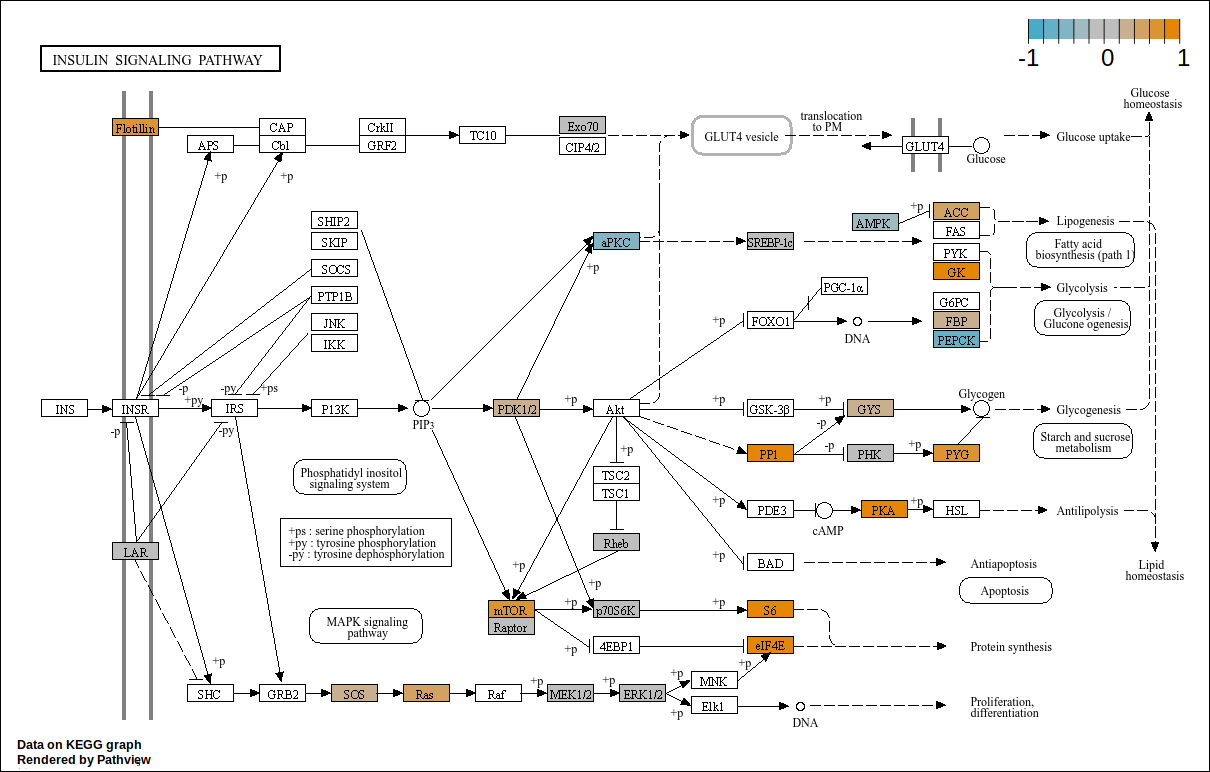 INSULIN SIGNALING PATHWAY
-1 0 1
Glucose
homeostasis
Flotillin
CAP
Cbl
APS
CrkII
GRF2
TC10
Exo70
CIP4/2
GLUT4 vesicle
translocation
to PM
GLUT4
Glucose
Glucose uptake
+p
+p
SHIP2
SKIP
SOCS
PTP1B
JNK
IKK
aPKC
+p
SREBP-1c
AMPK
+p
ACC
FAS
PYK
GK
G6PC
FBP
PEPCK
Lipogenesis
Fatty acid
biosynthesis (path 1)
Glycolysis
Glycolysis /
Glucone ogenesis
PGC-1α
+p
FOXO1
DNA
INS
INSR
-p
+py
-py
+ps
IRS
P13K
PIP3
PDK1/2
+p
Akt
+p
GSK-3β
+p
GYS
Glycogen
Glycogenesis
-p
-py
-p
PP1
-p
PHK
+p
PYG
Starch and sucrose
metabolism
Phosphatidyl inositol
signaling system
+p
TSC2
TSC1
+p
PDE3
cAMP
PKA
+p
HSL
Antilipolysis
+ps : serine phosphorylation
+py : tyrosine phosphorylation
-py : tyrosine dephosphorylation
LAR
Rheb
+p
+p
+p
BAD
Antiapoptosis
Apoptosis
Lipid
homeostasis
mTOR
Raptor
+p
p70S6K
+p
S6
MAPK signaling
pathway
+p
4EBP1
eIF4E
Protein synthesis
+p
SHC
GRB2
SOS
Ras
Raf
+p
MEK1/2
+p
ERK1/2
+p
MNK
+p
+p
Elk1
DNA
Proliferation,
differentiation
Data on KEGG graph
Rendered by Pathview